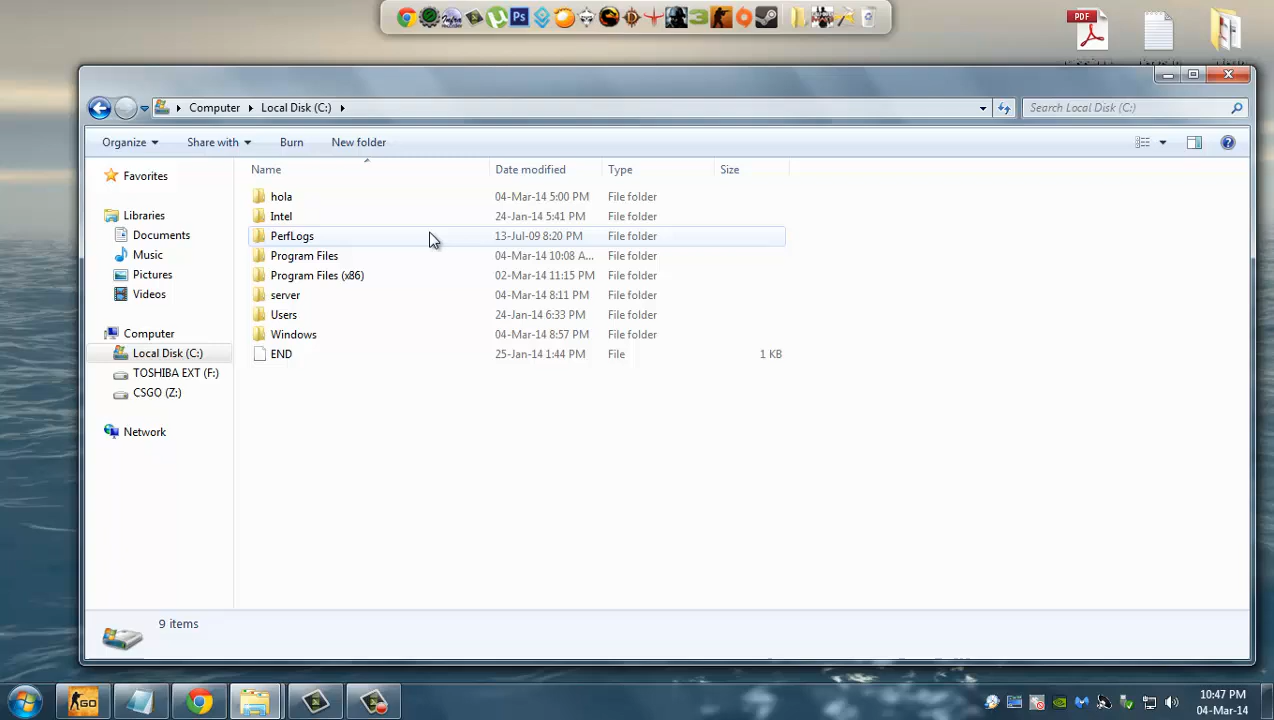 PDF
Ps
Computer
Local Disk (C:)
Search Local Disk (C:)
Organize
Share with
Burn
New folder
Name
Date modified
Type
Size
Favorites
Libraries
Documents
Music
Pictures
Videos
Computer
Local Disk (C:)
TOSHIBA EXT (F:)
CSGO (Z:)
Network
hola 04-Mar-14 5:00 PM File folder
Intel 24-Jan-14 5:41 PM File folder
PerfLogs 13-Jul-09 8:20 PM File folder
Program Files 04-Mar-14 10:08 A... File folder
Program Files (x86) 02-Mar-14 11:15 PM File folder
server 04-Mar-14 8:11 PM File folder
Users 24-Jan-14 6:33 PM File folder
Windows 04-Mar-14 8:57 PM File folder
END 25-Jan-14 1:44 PM File 1 KB
9 items
GO
10:47 PM
04-Mar-14